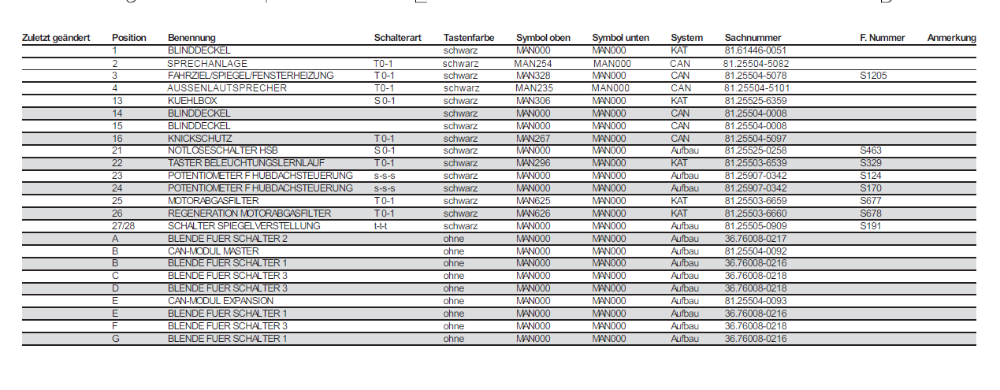 Zuletzt geändert Position Benennung Schalterart Tastenfarbe Symbol oben Symbol unten System Sachnummer F. Nummer Anmerkung
1 BLINDDECKEL schwarz MAN000 MAN000 KAT 81.61446-0051
2 SPRECHANLAGE T0-1 schwarz MAN254 MAN000 CAN 81.25504-5082
3 FAHRZIEL/SPIEGEL/FENSTERHEIZUNG T 0-1 schwarz MAN328 MAN000 CAN 81.25504-5078 S1205
4 AUSSENLAUTSPRECHER T0-1 schwarz MAN235 MAN000 CAN 81.25504-5101
13 KUEHLBOX S 0-1 schwarz MAN306 MAN000 KAT 81.25525-6359
14 BLINDDECKEL schwarz MAN000 MAN000 CAN 81.25504-0008
15 BLINDDECKEL schwarz MAN000 MAN000 CAN 81.25504-0008
16 KNICKSCHUTZ T 0-1 schwarz MAN267 MAN000 CAN 81.25504-5097
21 NOTLÖSESCHALTER HSB S 0-1 schwarz MAN000 MAN000 Aufbau 81.25525-0258 S463
22 TASTER BELEUCHTUNGSLERNLAUF T 0-1 schwarz MAN296 MAN000 KAT 81.25503-6539 S329
23 POTENTIOMETER F HUBDACHSTEUERUNG s-s-s schwarz MAN000 MAN000 Aufbau 81.25907-0342 S124
24 POTENTIOMETER F HUBDACHSTEUERUNG s-s-s schwarz MAN000 MAN000 Aufbau 81.25907-0342 S170
25 MOTORABGASFILTER T 0-1 schwarz MAN625 MAN000 KAT 81.25503-6659 S677
26 REGENERATION MOTORABGASFILTER T 0-1 schwarz MAN626 MAN000 KAT 81.25503-6660 S678
27/28 SCHALTER SPIEGELVERSTELLUNG t-t-t schwarz MAN000 MAN000 Aufbau 81.25505-0909 S191
A BLENDE FUER SCHALTER 2 ohne MAN000 MAN000 Aufbau 36.76008-0217
B CAN-MODUL MASTER ohne MAN000 MAN000 Aufbau 81.25504-0092
B BLENDE FUER SCHALTER 1 ohne MAN000 MAN000 Aufbau 36.76008-0216
C BLENDE FUER SCHALTER 3 ohne MAN000 MAN000 Aufbau 36.76008-0218
D BLENDE FUER SCHALTER 3 ohne MAN000 MAN000 Aufbau 36.76008-0218
E CAN-MODUL EXPANSION ohne MAN000 MAN000 Aufbau 81.25504-0093
E BLENDE FUER SCHALTER 1 ohne MAN000 MAN000 Aufbau 36.76008-0216
F BLENDE FUER SCHALTER 3 ohne MAN000 MAN000 Aufbau 36.76008-0218
G BLENDE FUER SCHALTER 1 ohne MAN000 MAN000 Aufbau 36.76008-0216